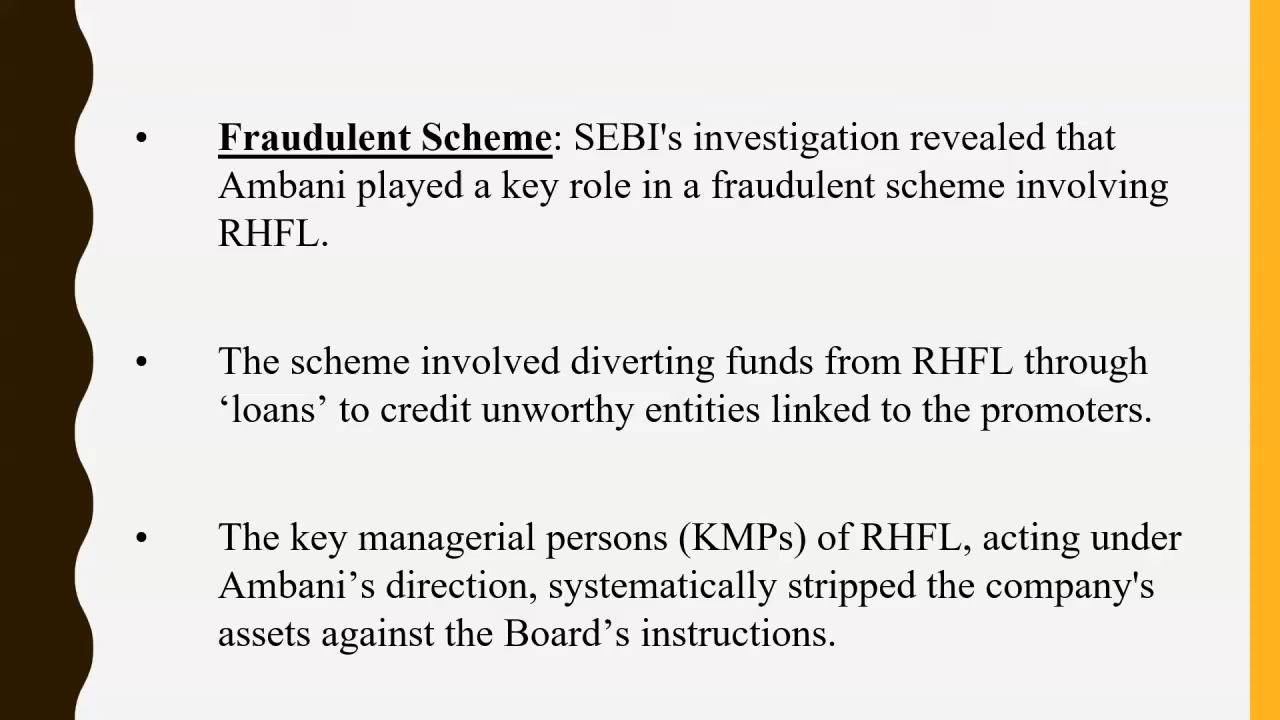 • Fraudulent Scheme: SEBI's investigation revealed that
Ambani played a key role in a fraudulent scheme involving
RHFL.
• The scheme involved diverting funds from RHFL through
‘loans’ to credit unworthy entities linked to the promoters.
• The key managerial persons (KMPs) of RHFL, acting under
Ambani’s direction, systematically stripped the company's
assets against the Board’s instructions.